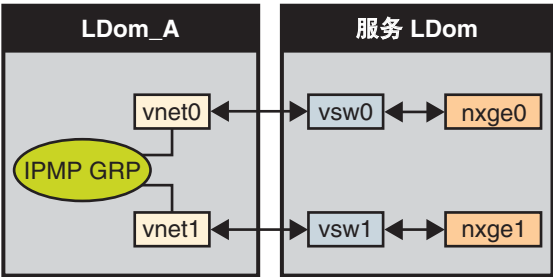 LDom_A
服务 LDom
vnet0
vsw0
nxge0
IPMP GRP
vnet1
vsw1
nxge1